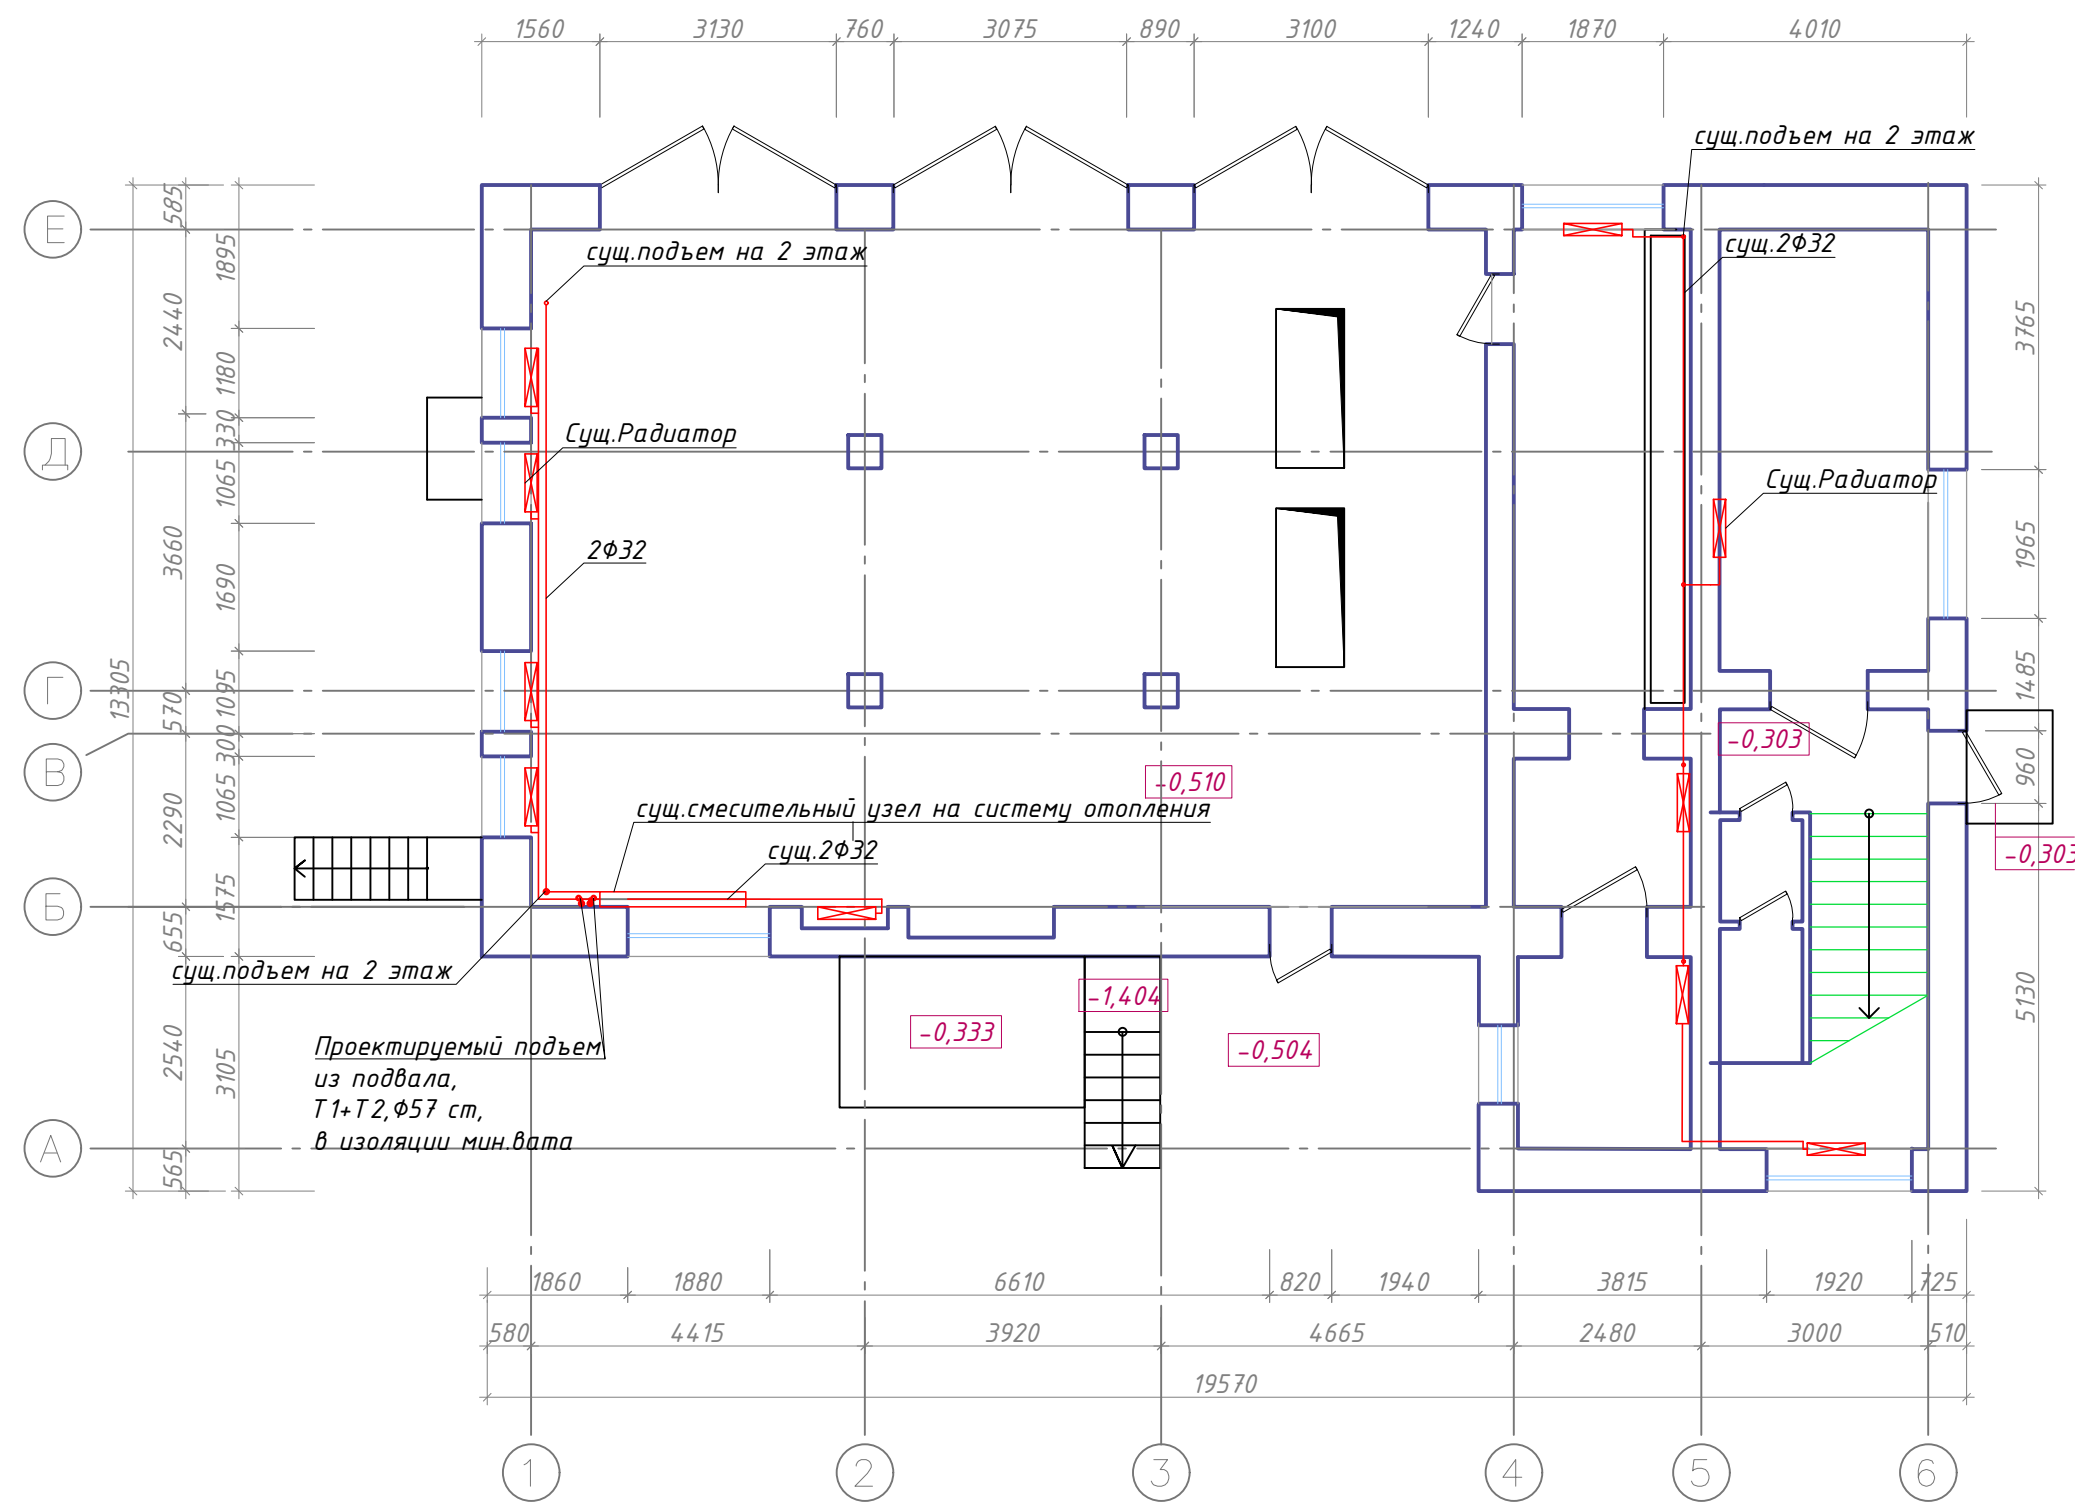 1560 3130 760 3075 890 3100 1240 1870 4010
сущ.подъем на 2 этаж
Е
585
1895
сущ.подъем на 2 этаж
сущ.2Ф32
2440
1180
3765
330
Сущ.Радиатор
Д
1065
Сущ.Радиатор
3660
2Ф32
1965
1690
13305
Г
570
1095
1485
300
-0,303
В
-0,510
960
2290
1065
сущ.смесительный узел на систему отопления
сущ.2Ф32
-0,303
Б
1575
655
сущ.подъем на 2 этаж
-1,404
5130
-0,333
-0,504
2540
3105
Проектируемый подъем
из подвала,
Т1+Т2,Ф57 ст,
в изоляции мин.вата
А
565
1860 1880 6610 820 1940 3815 1920 725
580 4415 3920 4665 2480 3000 510
19570
1 2 3 4 5 6